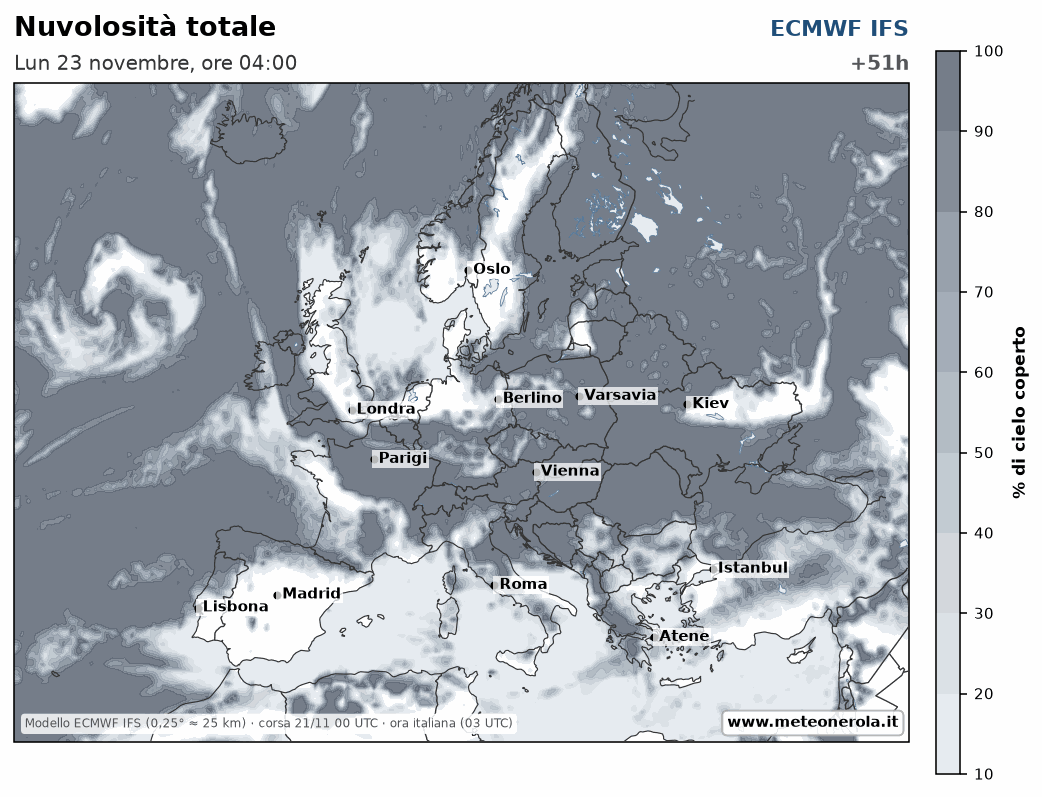 Nuvolosità totale
ECMWF IFS
Lun 23 novembre, ore 04:00
+51h
100
90
80
70
60
50
40
30
20
10
% di cielo coperto
Oslo
Londra
Berlino
Varsavia
Kiev
Parigi
Vienna
Istanbul
Roma
Madrid
Lisbona
Atene
Modello ECMWF IFS (0,25° ≈ 25 km) · corsa 21/11 00 UTC · ora italiana (03 UTC)
www.meteonerola.it